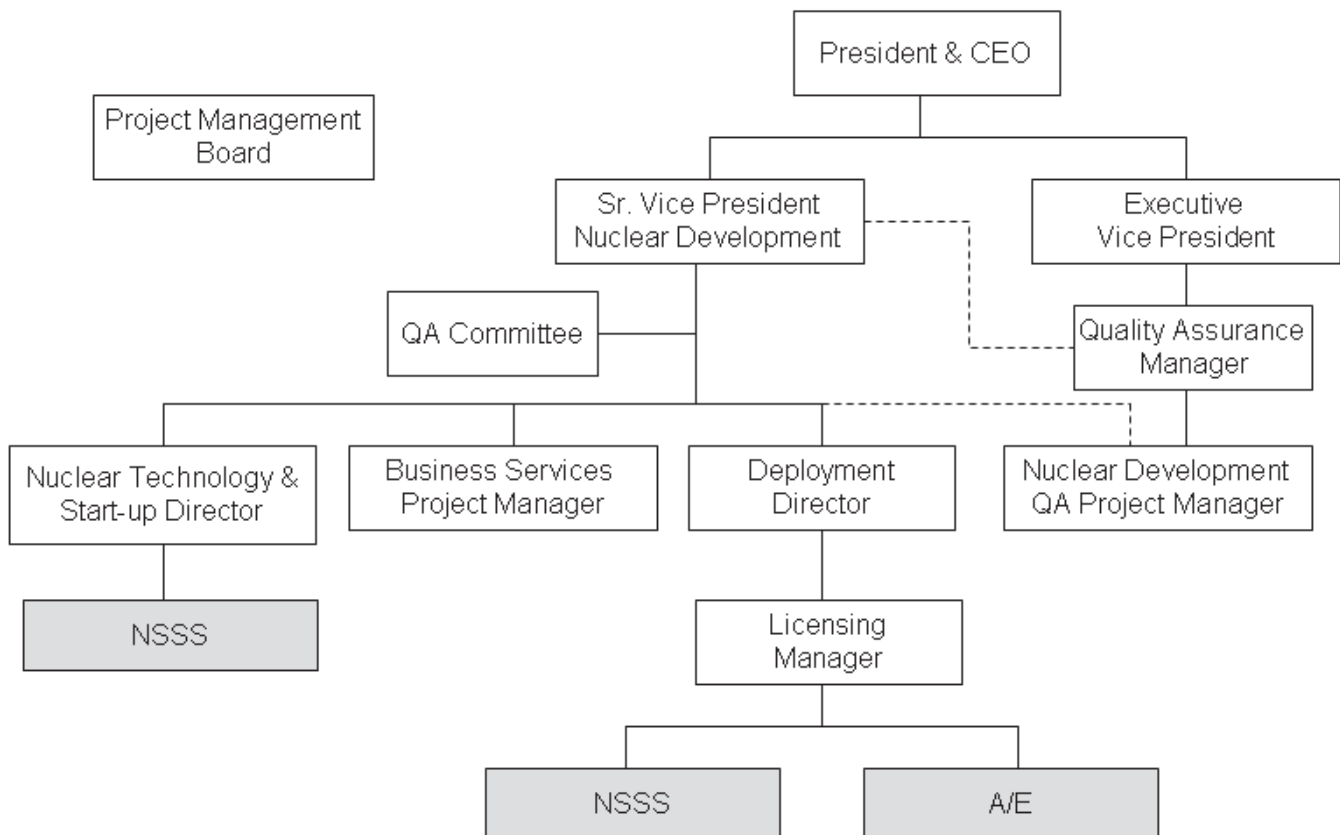 President & CEO
Project Management
Board
Sr. Vice President
Nuclear Development
Executive
Vice President
QA Committee
Quality Assurance
Manager
Nuclear Technology &
Start-up Director
Business Services
Project Manager
Deployment
Director
Nuclear Development
QA Project Manager
NSSS
Licensing
Manager
NSSS
A/E